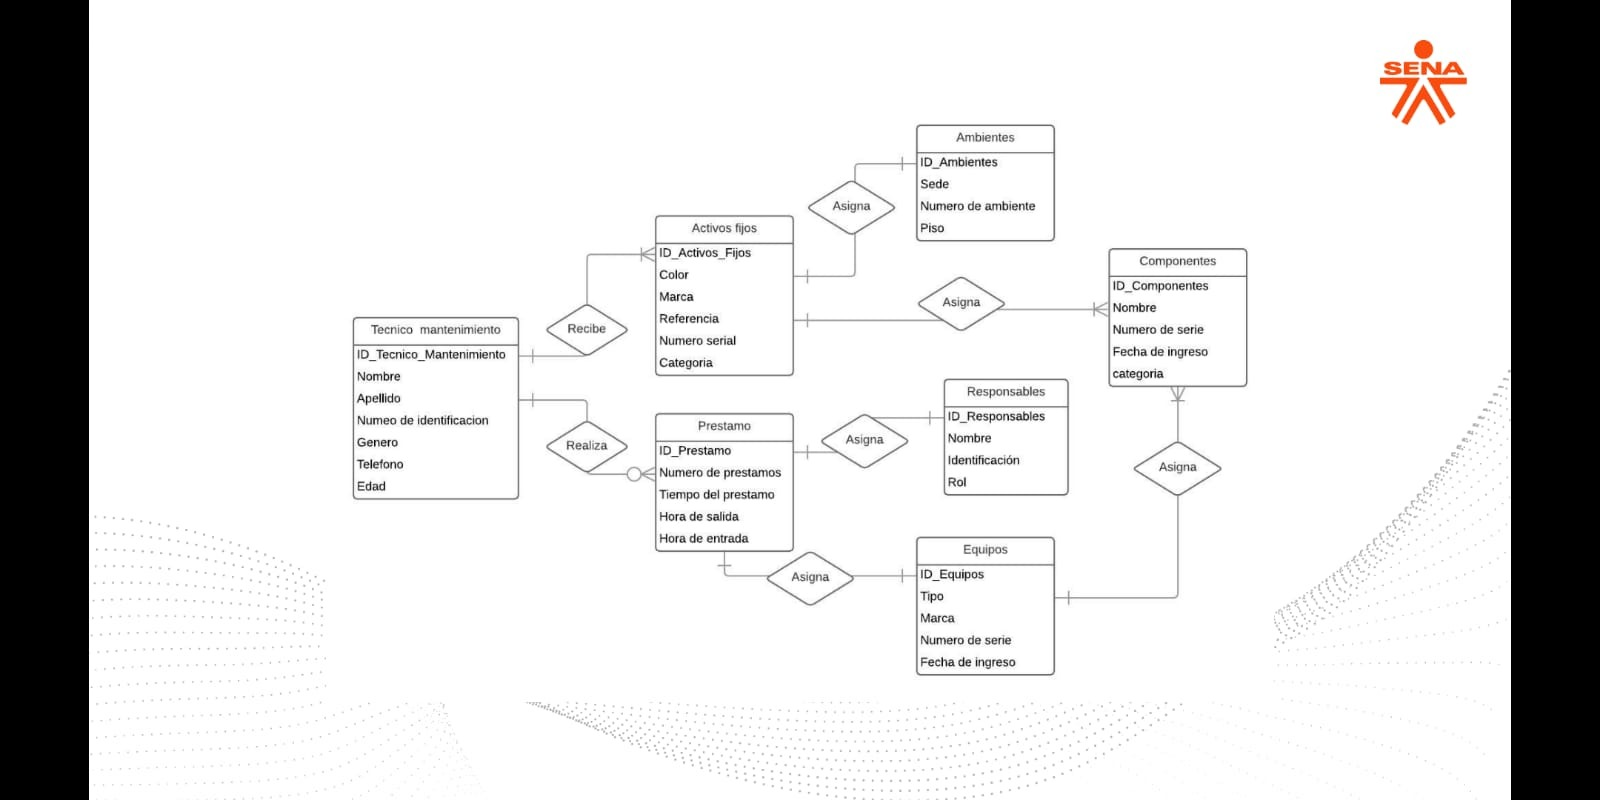 SENA
Ambientes
ID_Ambientes
Sede
Numero de ambiente
Piso
Asigna
Activos fijos
ID_Activos_Fijos
Color
Marca
Referencia
Numero serial
Categoria
Componentes
ID_Componentes
Nombre
Numero de serie
Fecha de ingreso
categoria
Asigna
Recibe
Tecnico mantenimiento
ID_Tecnico_Mantenimiento
Nombre
Apellido
Numeo de identificacion
Genero
Telefono
Edad
Realiza
Prestamo
ID_Prestamo
Numero de prestamos
Tiempo del prestamo
Hora de salida
Hora de entrada
Asigna
Responsables
ID_Responsables
Nombre
Identificación
Rol
Asigna
Asigna
Equipos
ID_Equipos
Tipo
Marca
Numero de serie
Fecha de ingreso